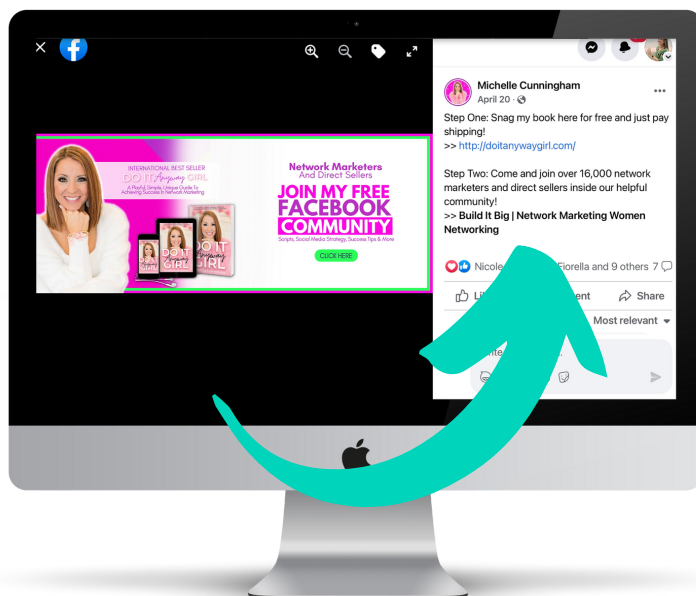 INTERNATIONAL BEST SELLER
DO IT Anyway GIRL
A Playful, Simple, Unique Guide To
Achieving Success In Network Marketing
DO IT
Anyway
GIRL
DO IT
Anyway
GIRL
Network Marketers
And Direct Sellers
JOIN MY FREE
FACEBOOK
COMMUNITY
Scripts, Social Media Strategy, Success Tips & More
CLICK HERE
Michelle Cunningham
April 20 ·
Step One: Snag my book here for free and just pay
shipping!
>> http://doitanywaygirl.com/
Step Two: Come and join over 16,000 network
marketers and direct sellers inside our helpful
community!
>> Build It Big | Network Marketing Women
Networking
Nicole Fiorella and 9 others 7
Share
Most relevant